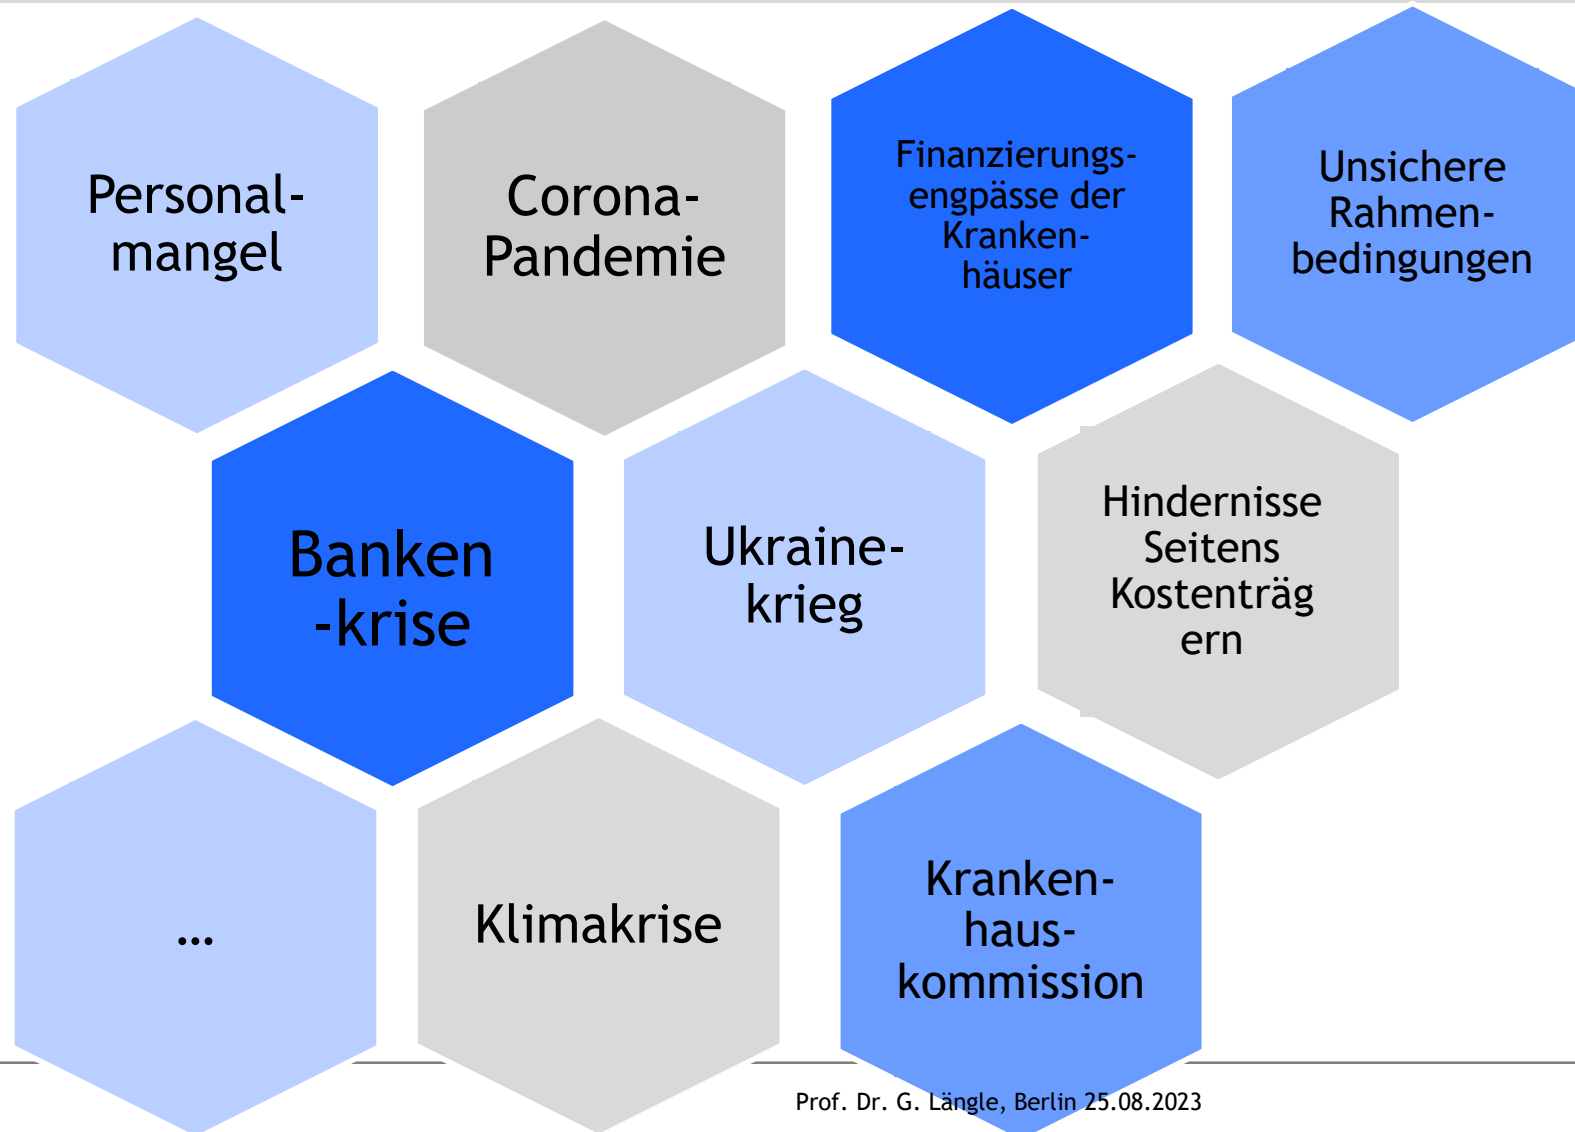 Personal-
mangel
Corona-
Pandemie
Finanzierungs-
engpässe der
Kranken-
häuser
Unsichere
Rahmen-
bedingungen
Banken
-krise
Ukraine-
krieg
Hindernisse
Seitens
Kostenträg
ern
...
Klimakrise
Kranken-
haus-
kommission
Prof. Dr. G. Längle, Berlin 25.08.2023